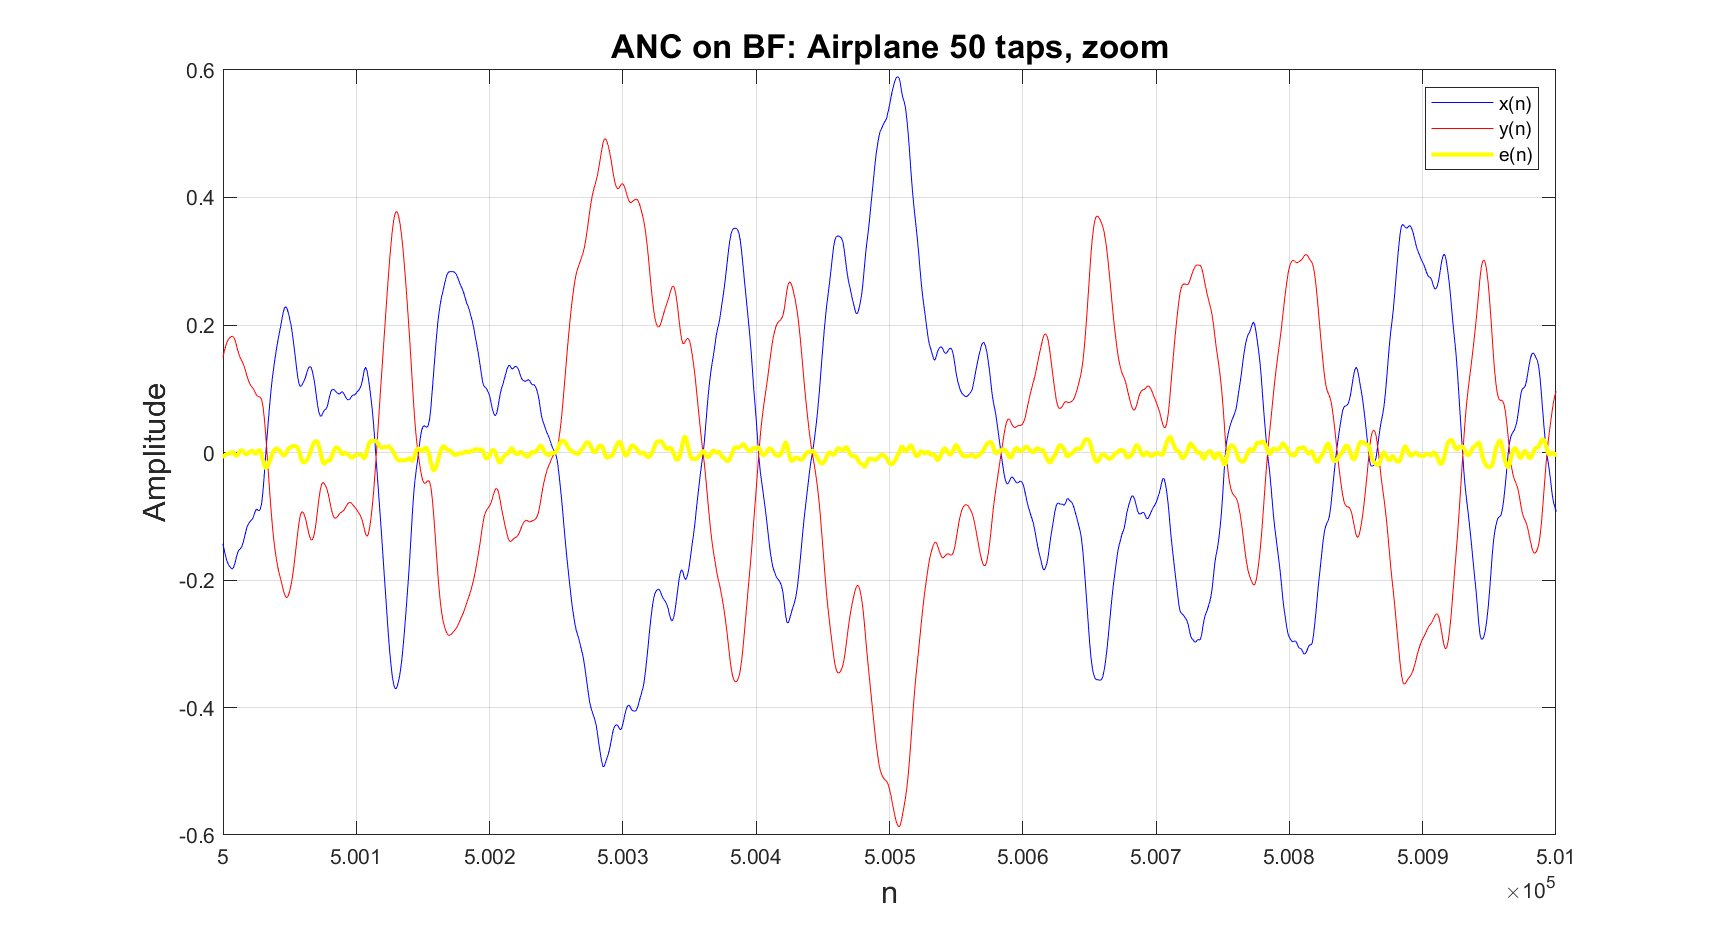 ANC on BF: Airplane 50 taps, zoom
x(n)
y(n)
e(n)
Amplitude
0.6
0.4
0.2
0
-0.2
-0.4
-0.6
5 5.001 5.002 5.003 5.004 5.005 5.006 5.007 5.008 5.009 5.01
×10⁵
n